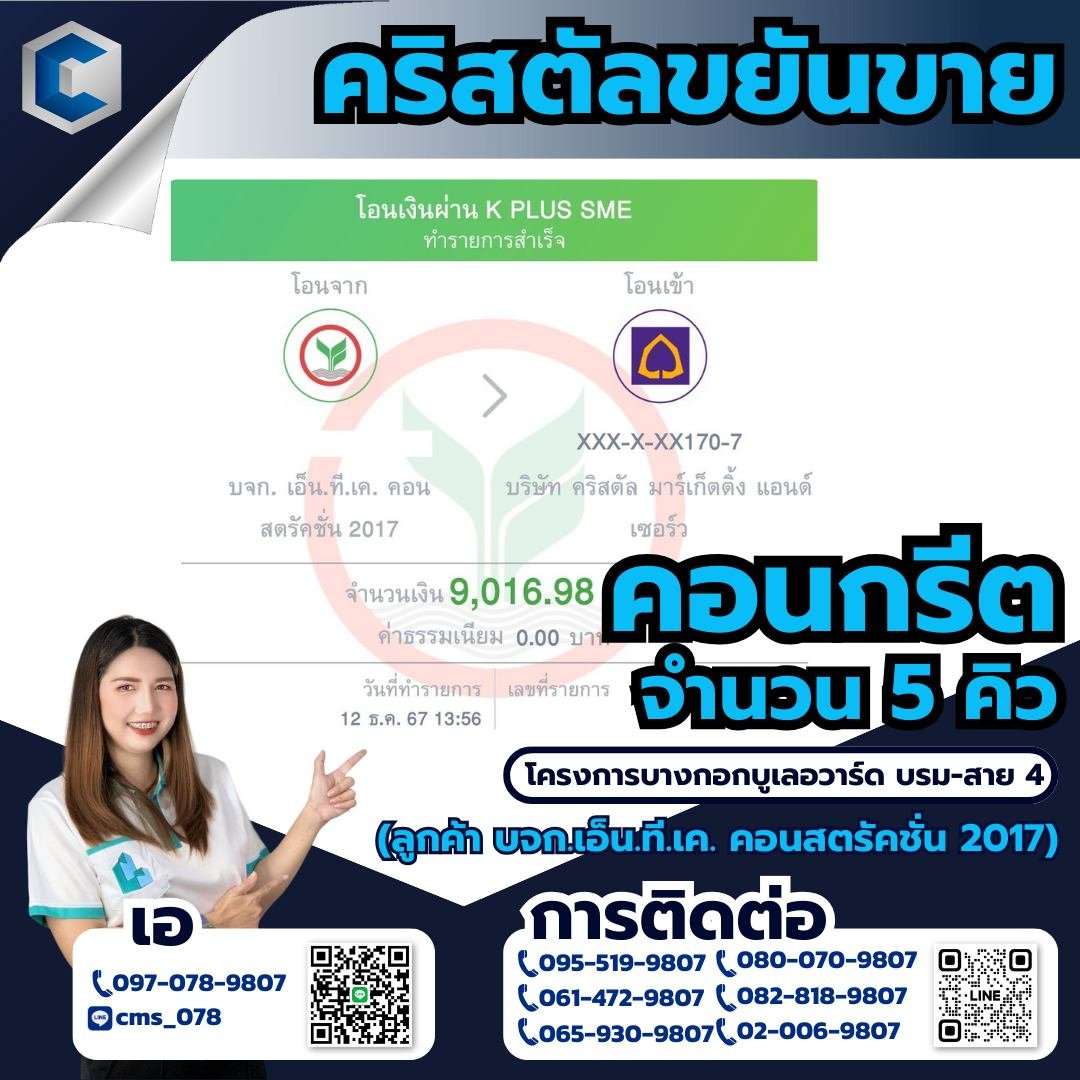 คริสตัลขยันขาย
โอนเงินผ่าน K PLUS SME
ทำรายการสำเร็จ
โอนจาก
โอนเข้า
XXX-X-XX170-7
บจก. เอ็น.ที.เค. คอน
สตรัคชั่น 2017
บริษัท คริสตัล มาร์เก็ตติ้ง แอนด์
เซอร์ว
จำนวนเงิน 9,016.98
ค่าธรรมเนียม 0.00 บาท
วันที่ทำรายการ
12 ธ.ค. 67 13:56
เลขที่รายการ
คอนกรีต
จำนวน 5 คิว
โครงการบางกอกบูเลอวาร์ด บรม-สาย 4
(ลูกค้า บจก.เอ็น.ที.เค. คอนสตรัคชั่น 2017)
เอ
097-078-9807
LINE cms_078
การติดต่อ
095-519-9807 080-070-9807
061-472-9807 082-818-9807
065-930-9807 02-006-9807
LINE